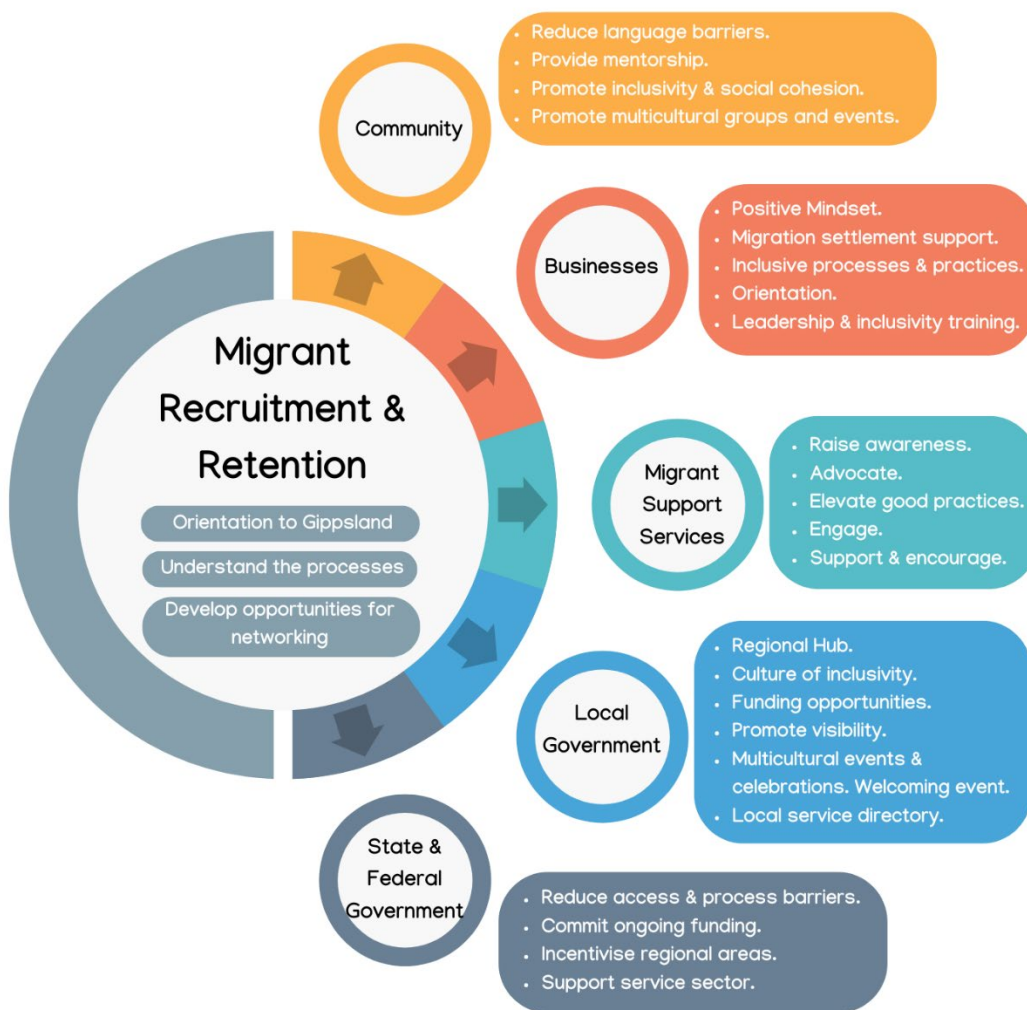 Community
• Reduce language barriers.
• Provide mentorship.
• Promote inclusivity & social cohesion.
• Promote multicultural groups and events.
Businesses
• Positive Mindset.
• Migration settlement support.
• Inclusive processes & practices.
• Orientation.
• Leadership & inclusivity training.
Migrant
Recruitment &
Retention
Orientation to Gippsland
Understand the processes
Develop opportunities for
networking
Migrant
Support
Services
• Raise awareness.
• Advocate.
• Elevate good practices.
• Engage.
• Support & encourage.
Local
Government
• Regional Hub.
• Culture of inclusivity.
• Funding opportunities.
• Promote visibility.
• Multicultural events &
celebrations. Welcoming event.
• Local service directory.
State &
Federal
Government
• Reduce access & process barriers.
• Commit ongoing funding.
• Incentivise regional areas.
• Support service sector.